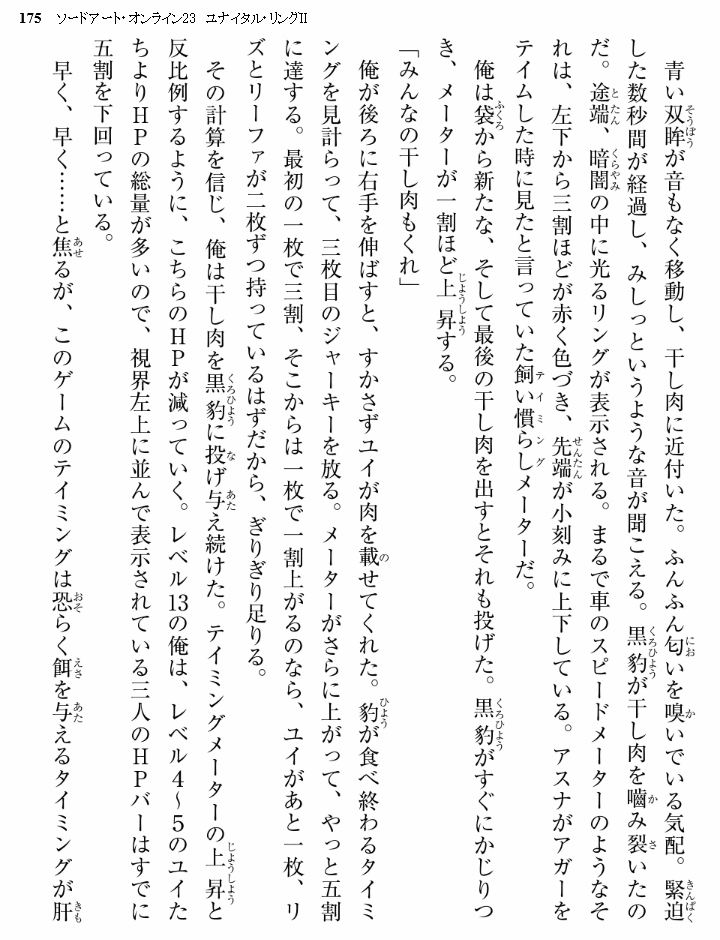 175 ソードアート・オンライン23 ユナイタル・リングⅡ
　青い双眸が音もなく移動し、干し肉に近付いた。ふんふん匂いを嗅いでいる気配。緊迫
した数秒間が経過し、みしっというような音が聞こえる。黒豹が干し肉を嚙み裂いたの
だ。途端、暗闇の中に光るリングが表示される。まるで車のスピードメーターのようなそ
れは、左下から三割ほどが赤く色づき、先端が小刻みに上下している。アスナがアガーを
テイムした時に見たと言っていた飼い慣らしメーターだ。
　俺は袋から新たな、そして最後の干し肉を出すとそれも投げた。黒豹がすぐにかじりつ
き、メーターが一割ほど上昇する。
「みんなの干し肉もくれ」
　俺が後ろに右手を伸ばすと、すかさずユイが肉を載せてくれた。豹が食べ終わるタイミ
ングを見計らって、三枚目のジャーキーを放る。メーターがさらに上がって、やっと五割
に達する。最初の一枚で三割、そこからは一枚で一割上がるのなら、ユイがあと一枚、リ
ズとリーファが二枚ずつ持っているはずだから、ぎりぎり足りる。
　その計算を信じ、俺は干し肉を黒豹に投げ与え続けた。テイミングメーターの上昇と
反比例するように、こちらのHPが減っていく。レベル13の俺は、レベル4～5のユイた
ちよりHPの総量が多いので、視界左上に並んで表示されている三人のHPバーはすでに
五割を下回っている。
　早く、早く……と焦るが、このゲームのテイミングは恐らく餌を与えるタイミングが肝